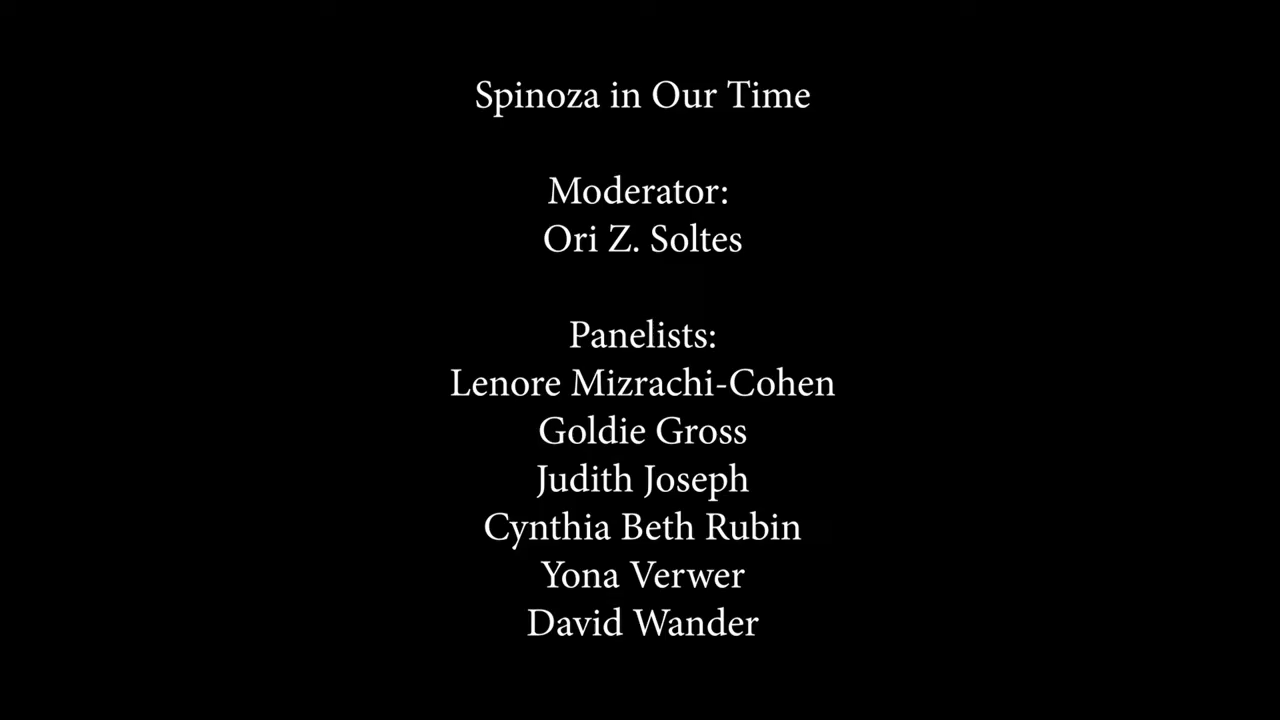 Spinoza in Our Time
Moderator:
Ori Z. Soltes
Panelists:
Lenore Mizrachi-Cohen
Goldie Gross
Judith Joseph
Cynthia Beth Rubin
Yona Verwer
David Wander